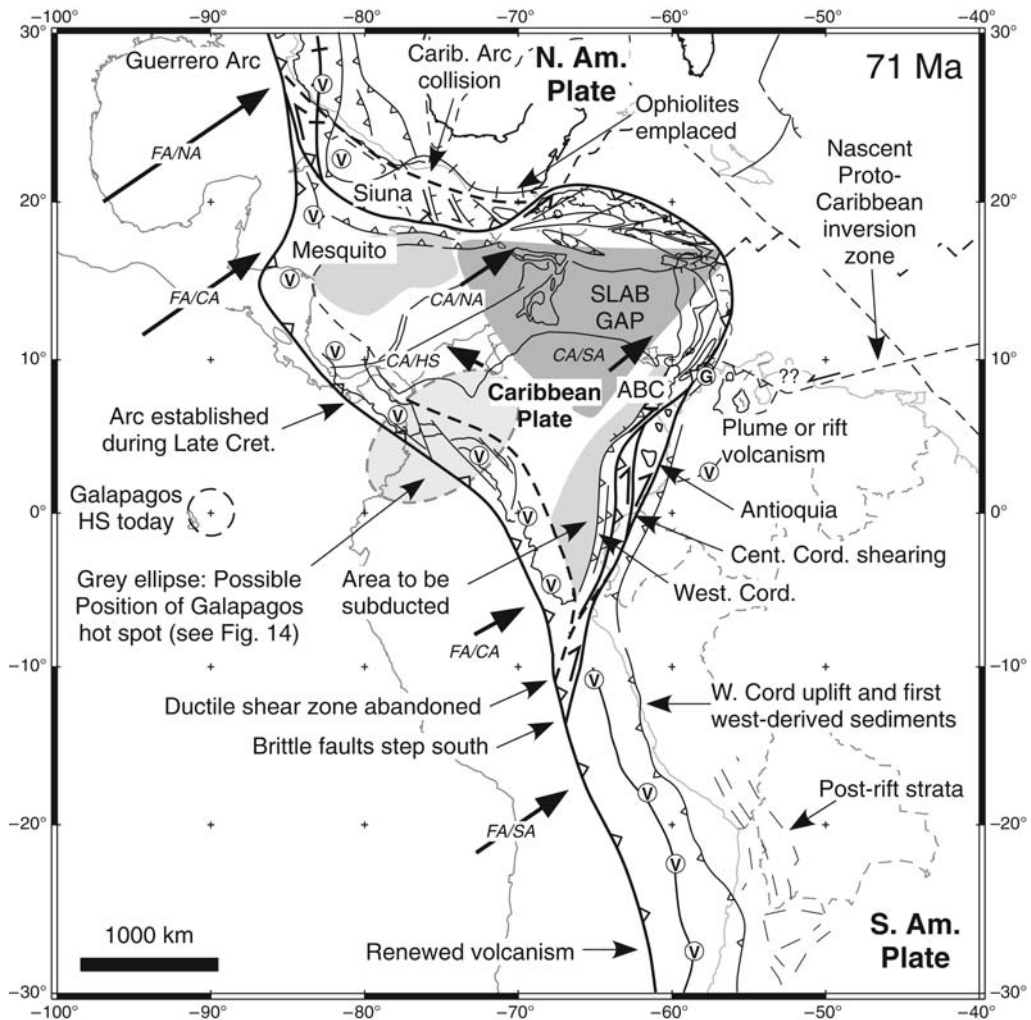 −100° −90° −80° −70° −60° −50° −40°
30° 30°
Guerrero Arc
Carib. Arc
collision
N. Am.
Plate
71 Ma
Ophiolites
emplaced
FA/NA
V
V
Nascent
Proto-
Caribbean
inversion
zone
Siuna
20° 20°
V
Mesquito
FA/CA
V
CA/NA
SLAB
GAP
CA/HS
CA/SA
V
10° 10°
Caribbean
Plate
ABC
G
??
Arc established
during Late Cret.
V
Plume or rift
volcanism
V
V
Galapagos
HS today
Antioquia
0° 0°
V
Cent. Cord. shearing
Grey ellipse: Possible
Position of Galapagos
hot spot (see Fig. 14)
Area to be
subducted
V
West. Cord.
FA/CA
−10° −10°
V
Ductile shear zone abandoned
W. Cord uplift and first
west-derived sediments
Brittle faults step south
V
Post-rift strata
FA/SA
−20° −20°
V
1000 km
Renewed volcanism
V
S. Am.
Plate
−30° −30°
−100° −90° −80° −70° −60° −50° −40°